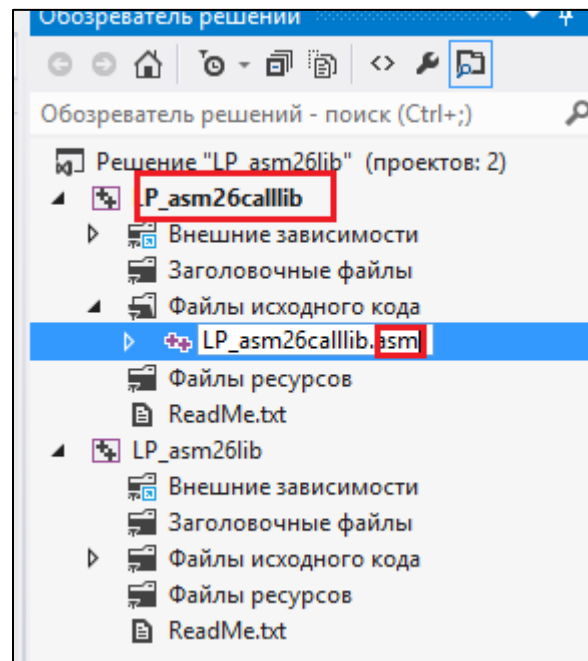 Обозреватель решений
Обозреватель решений - поиск (Ctrl+;)
Решение "LP_asm26lib" (проектов: 2)
LP_asm26calllib
Внешние зависимости
Заголовочные файлы
Файлы исходного кода
LP_asm26calllib.asm
Файлы ресурсов
ReadMe.txt
LP_asm26lib
Внешние зависимости
Заголовочные файлы
Файлы исходного кода
Файлы ресурсов
ReadMe.txt